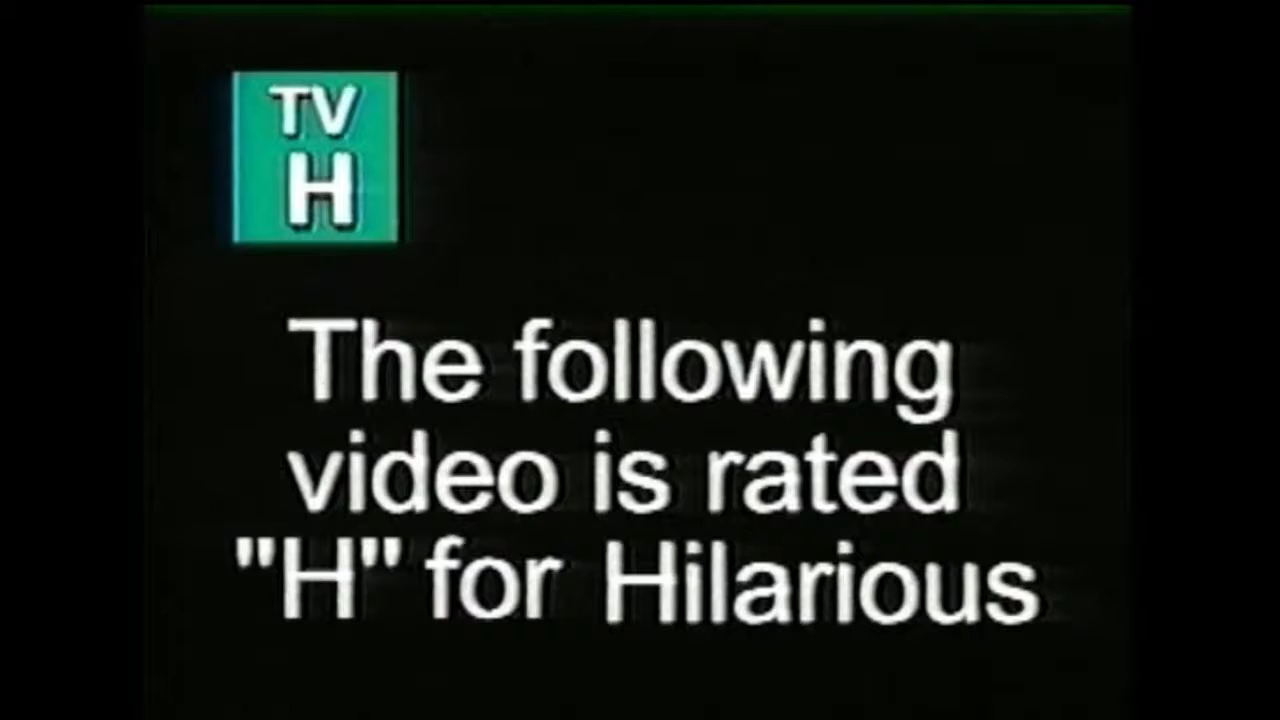 TV
H
The following
video is rated
"H" for Hilarious